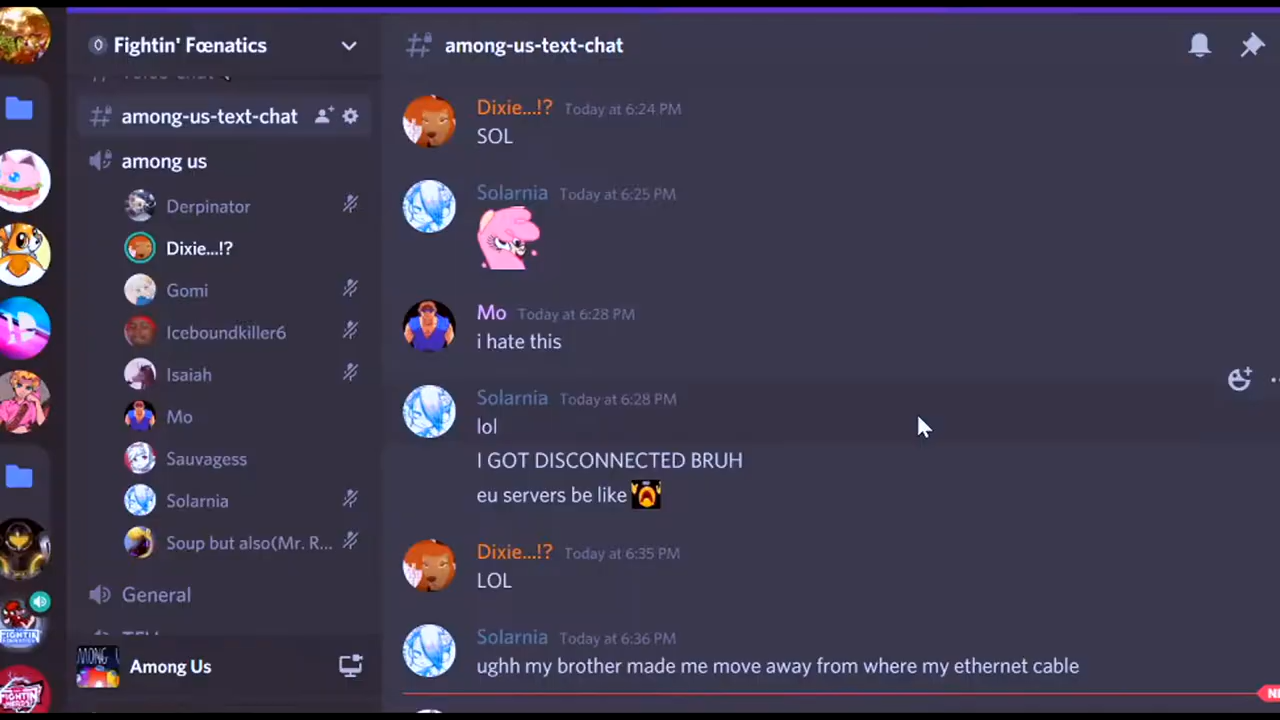 Fightin' Fœnatics
among-us-text-chat
among us
Derpinator
Dixie...!?
Gomi
Iceboundkiller6
Isaiah
Mo
Sauvagess
Solarnia
Soup but also(Mr. R...
General
Among Us
among-us-text-chat
Dixie...!? Today at 6:24 PM
SOL
Solarnia Today at 6:25 PM
Mo Today at 6:28 PM
i hate this
Solarnia Today at 6:28 PM
lol
I GOT DISCONNECTED BRUH
eu servers be like
Dixie...!? Today at 6:35 PM
LOL
Solarnia Today at 6:36 PM
ughh my brother made me move away from where my ethernet cable